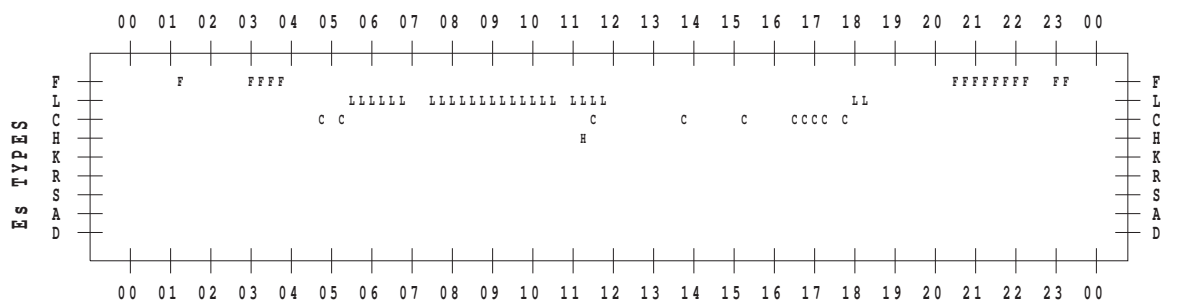 00 01 02 03 04 05 06 07 08 09 10 11 12 13 14 15 16 17 18 19 20 21 22 23 00
F F FFFF FFFFFFFF FF F
L LLLLLL LLLLLLLLLLLLL LLLL LL L
C C C C C C CCCC C C
H H H
K K
R R
S S
A A
D D
Es TYPES
00 01 02 03 04 05 06 07 08 09 10 11 12 13 14 15 16 17 18 19 20 21 22 23 00